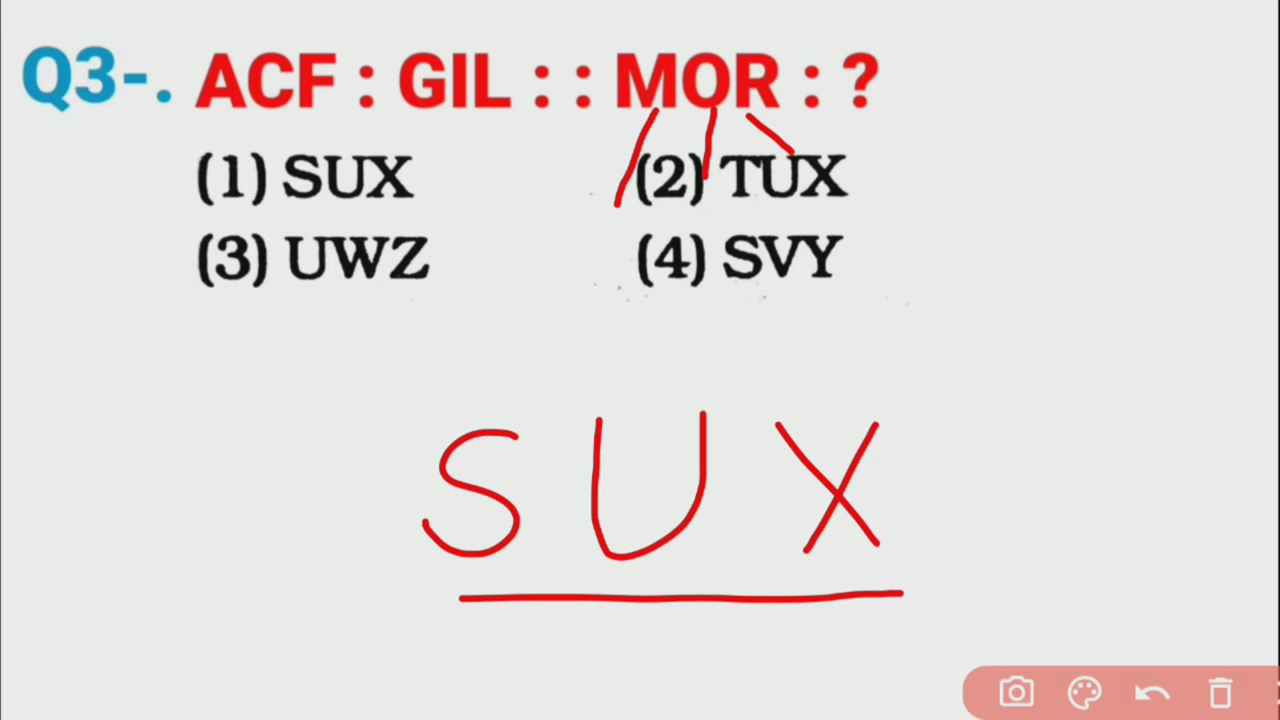 Q3-. ACF : GIL : : MOR : ?
(1) SUX (2) TUX
(3) UWZ (4) SVY
SUX